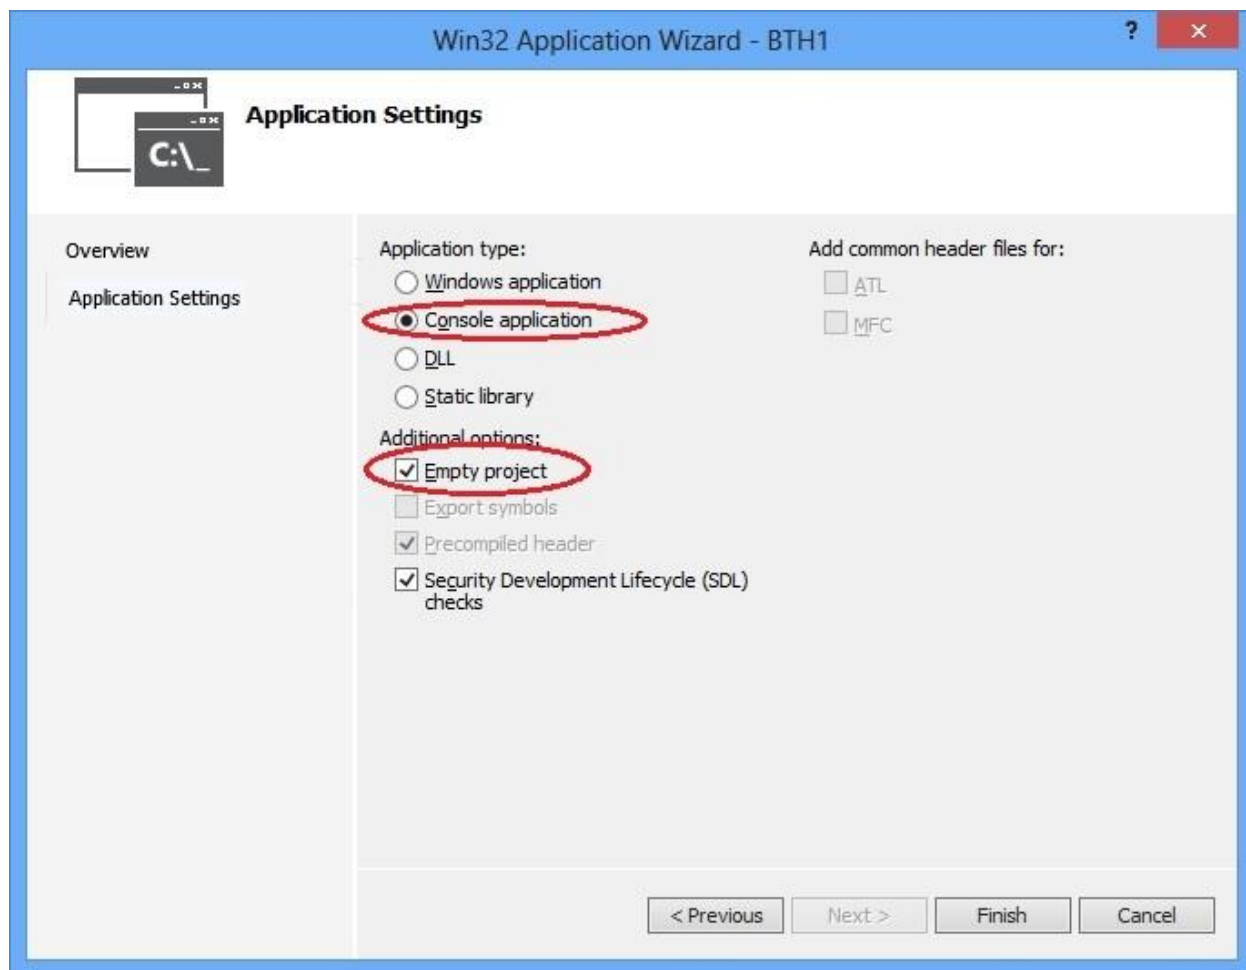 Win32 Application Wizard - BTH1
?
C:\_
Application Settings
Overview
Application Settings
Application type:
Windows application
Console application
DLL
Static library
Additional options:
Empty project
Export symbols
Precompiled header
Security Development Lifecycle (SDL)
checks
Add common header files for:
ATL
MFC
< Previous
Next >
Finish
Cancel